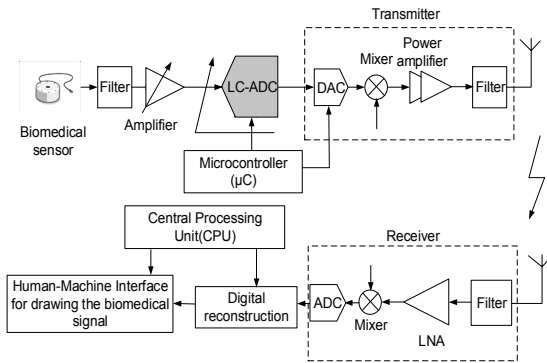 Transmitter
Biomedical
sensor
Filter
Amplifier
LC-ADC
DAC
Mixer
Power
amplifier
Filter
Microcontroller
(µC)
Central Processing
Unit(CPU)
Human-Machine Interface
for drawing the biomedical
signal
Digital
reconstruction
Receiver
ADC
Mixer
LNA
Filter